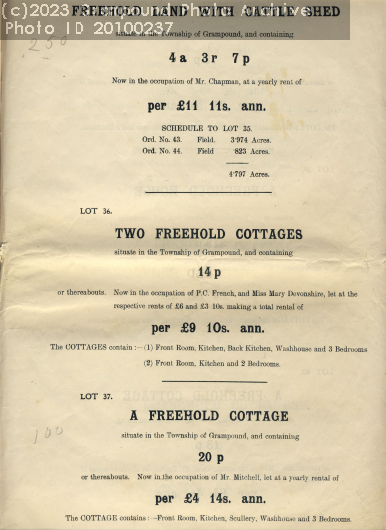 (c)2023 Grampound Photo Archive
Photo ID 20100237
FREEHOLD LAND WITH CATTLE SHED
250
situate in the Township of Grampound, and containing
4 a 3 r 7 p
Now in the occupation of Mr. Chapman, at a yearly rent of
per £11 11s. ann.
SCHEDULE TO LOT 35.
Ord. No. 43. Field. 3·974 Acres.
Ord. No. 44. Field ·823 Acres.
4·797 Acres.
LOT 36.
TWO FREEHOLD COTTAGES
situate in the Township of Grampound, and containing
14 p
or thereabouts. Now in the occupation of P.C. French, and Miss Mary Devonshire, let at the
respective rents of £6 and £3 10s. making a total rental of
per £9 10s. ann.
The COTTAGES contain :—(1) Front Room, Kitchen, Back Kitchen, Washhouse and 3 Bedrooms
(2) Front Room, Kitchen and 2 Bedrooms.
LOT 37.
A FREEHOLD COTTAGE
100
situate in the Township of Grampound, and containing
20 p
or thereabouts. Now in the occupation of Mr. Mitchell, let at a yearly rental of
per £4 14s. ann.
The COTTAGE contains :—Front Room, Kitchen, Scullery, Washhouse and 3 Bedrooms.